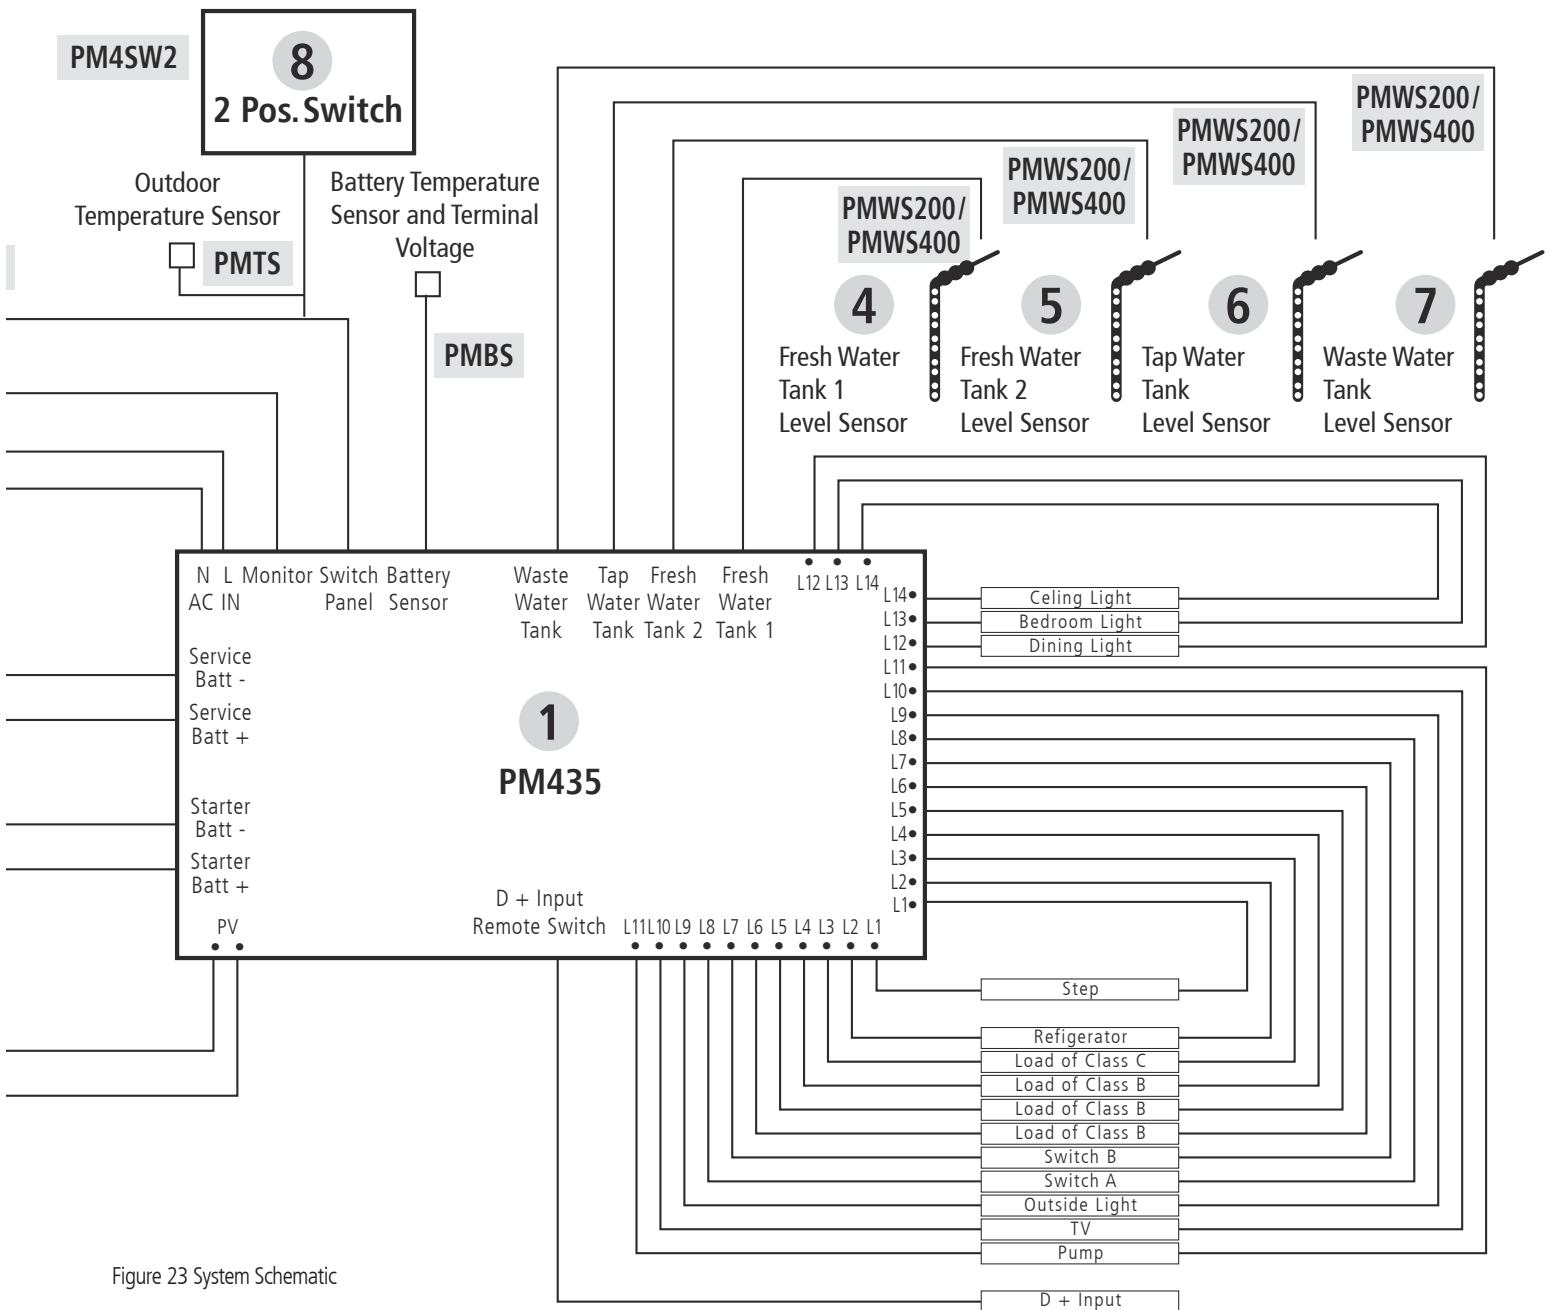 PM4SW2
8
2 Pos. Switch
Outdoor
Temperature Sensor
PMTS
Battery Temperature
Sensor and Terminal
Voltage
PMBS
PMWS200/
PMWS400
PMWS200/
PMWS400
PMWS200/
PMWS400
PMWS200/
PMWS400
4
Fresh Water
Tank 1
Level Sensor
5
Fresh Water
Tank 2
Level Sensor
6
Tap Water
Tank
Level Sensor
7
Waste Water
Tank
Level Sensor
N L
AC IN
Monitor
Switch
Panel
Battery
Sensor
Waste
Water
Tank
Tap
Water
Tank
Fresh
Water
Tank 2
Fresh
Water
Tank 1
L12 L13 L14
L14
L13
L12
L11
L10
L9
L8
L7
L6
L5
L4
L3
L2
L1
Celing Light
Bedroom Light
Dining Light
Service
Batt -
Service
Batt +
Starter
Batt -
Starter
Batt +
PV
1
PM435
D + Input
Remote Switch
L11 L10 L9 L8 L7 L6 L5 L4 L3 L2 L1
Step
Refigerator
Load of Class C
Load of Class B
Load of Class B
Load of Class B
Switch B
Switch A
Outside Light
TV
Pump
D + Input
Figure 23 System Schematic